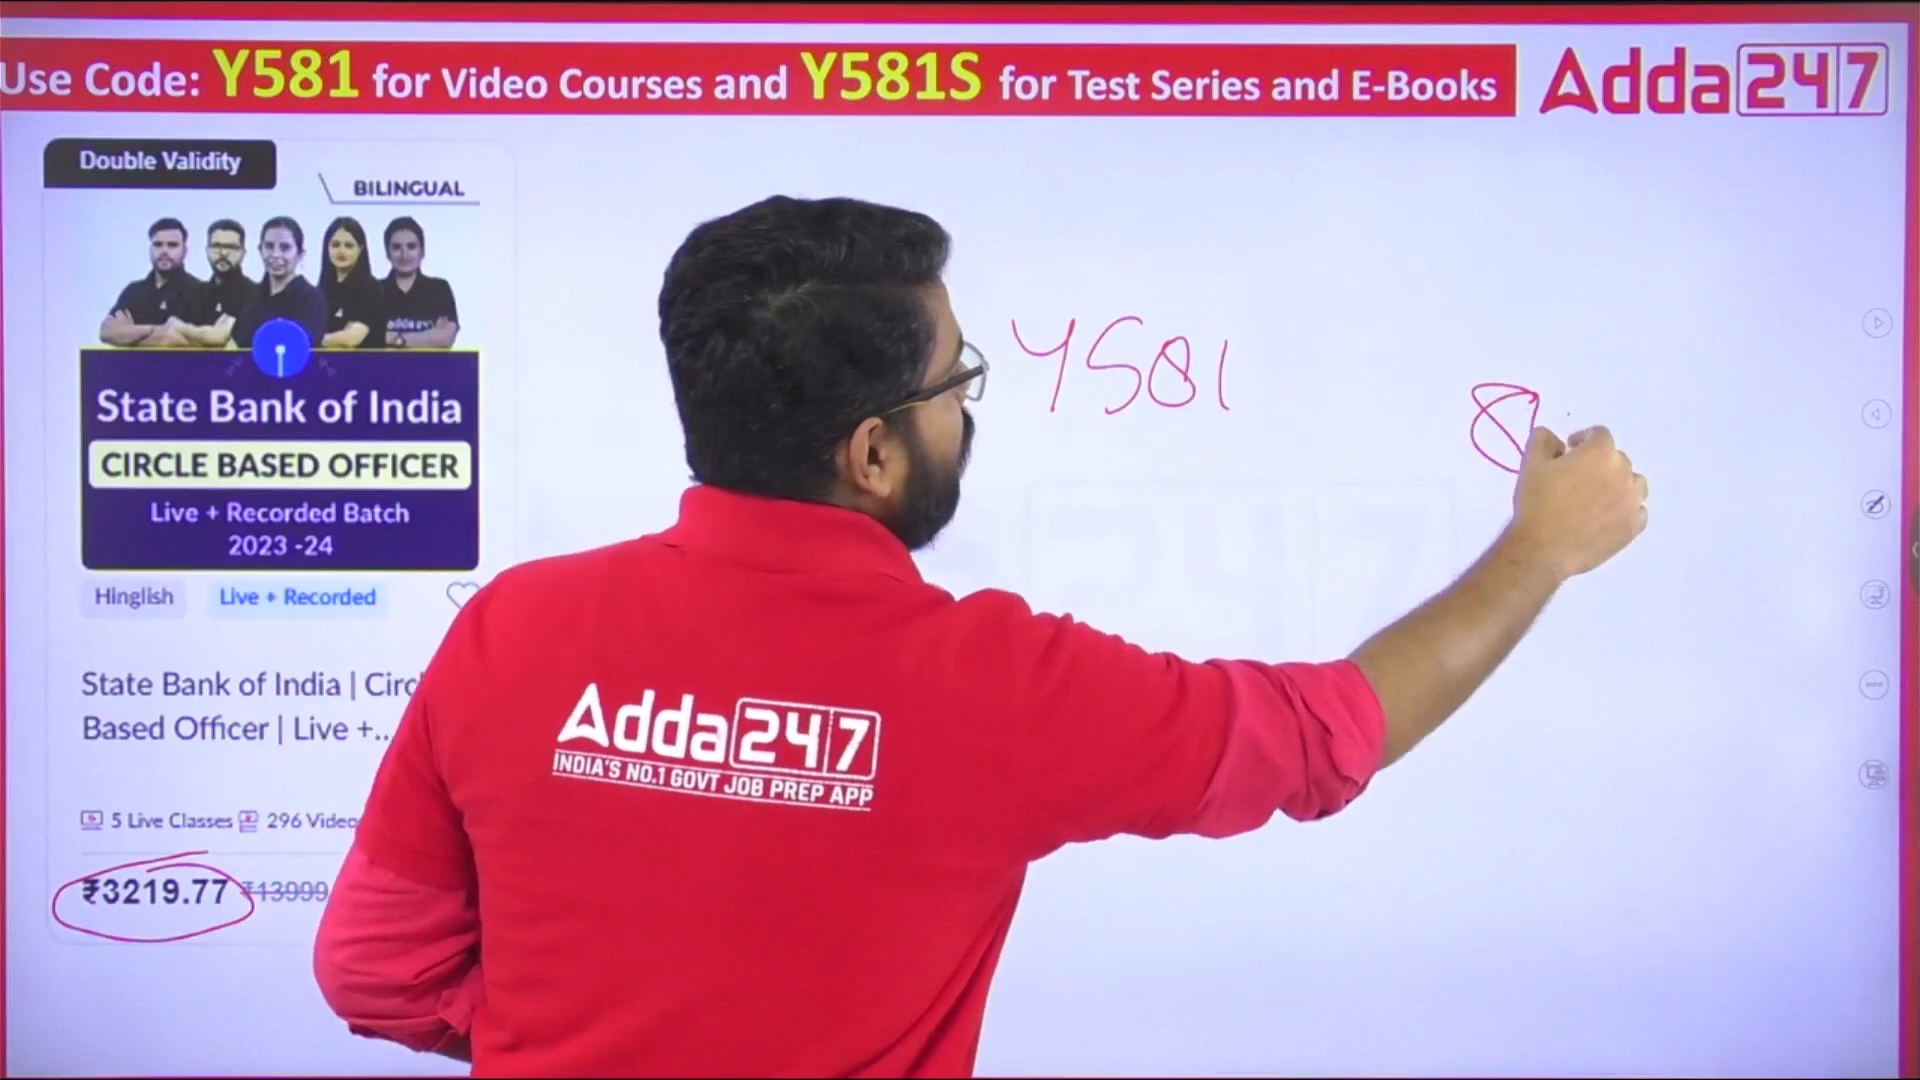 Use Code: Y581 for Video Courses and Y581S for Test Series and E-Books
Adda247
Double Validity
BILINGUAL
State Bank of India
CIRCLE BASED OFFICER
Live + Recorded Batch
2023 -24
Hinglish
Live + Recorded
State Bank of India | Circ
Based Officer | Live +...
5 Live Classes
296 Video
₹3219.77 ₹13999
Y581
8
Adda247
INDIA'S NO.1 GOVT JOB PREP APP